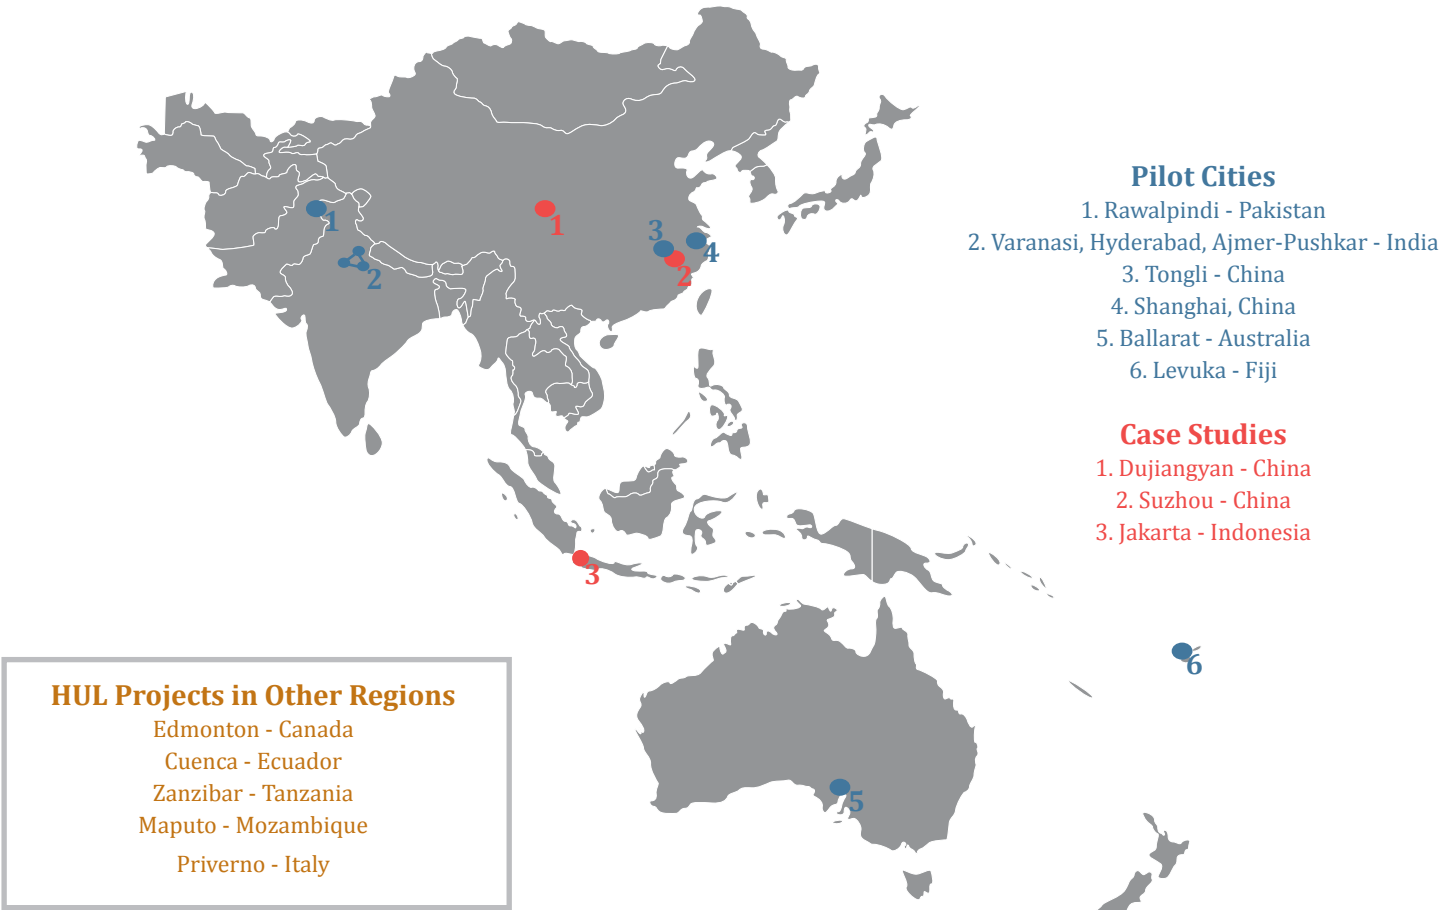 Pilot Cities
1. Rawalpindi - Pakistan
2. Varanasi, Hyderabad, Ajmer-Pushkar - India
3. Tongli - China
4. Shanghai, China
5. Ballarat - Australia
6. Levuka - Fiji
Case Studies
1. Dujiangyan - China
2. Suzhou - China
3. Jakarta - Indonesia
1
2
1
3
4
2
3
5
6
HUL Projects in Other Regions
Edmonton - Canada
Cuenca - Ecuador
Zanzibar - Tanzania
Maputo - Mozambique
Priverno - Italy